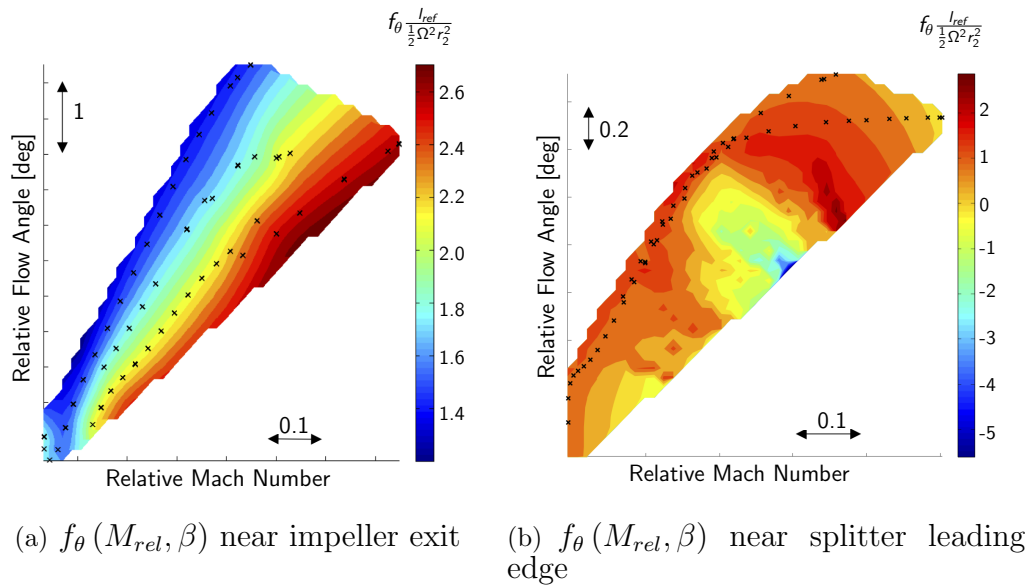 f_θ l_ref / ½Ω²r₂²
f_θ l_ref / ½Ω²r₂²
1
0.2
2.6
2.4
2.2
2.0
1.8
1.6
1.4
2
1
0
-1
-2
-3
-4
-5
Relative Flow Angle [deg]
Relative Flow Angle [deg]
0.1
0.1
Relative Mach Number
Relative Mach Number
(a) f_θ (M_rel, β) near impeller exit
(b) f_θ (M_rel, β) near splitter leading
edge